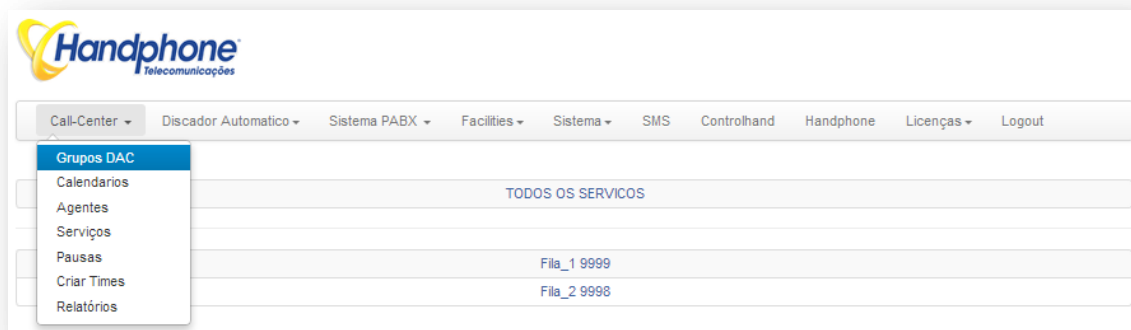 Handphone
Telecomunicações
Call-Center Discador Automatico Sistema PABX Facilities Sistema SMS Controlhand Handphone Licenças Logout
Grupos DAC
Calendarios
Agentes
Serviços
Pausas
Criar Times
Relatórios
TODOS OS SERVICOS
Fila_1 9999
Fila_2 9998